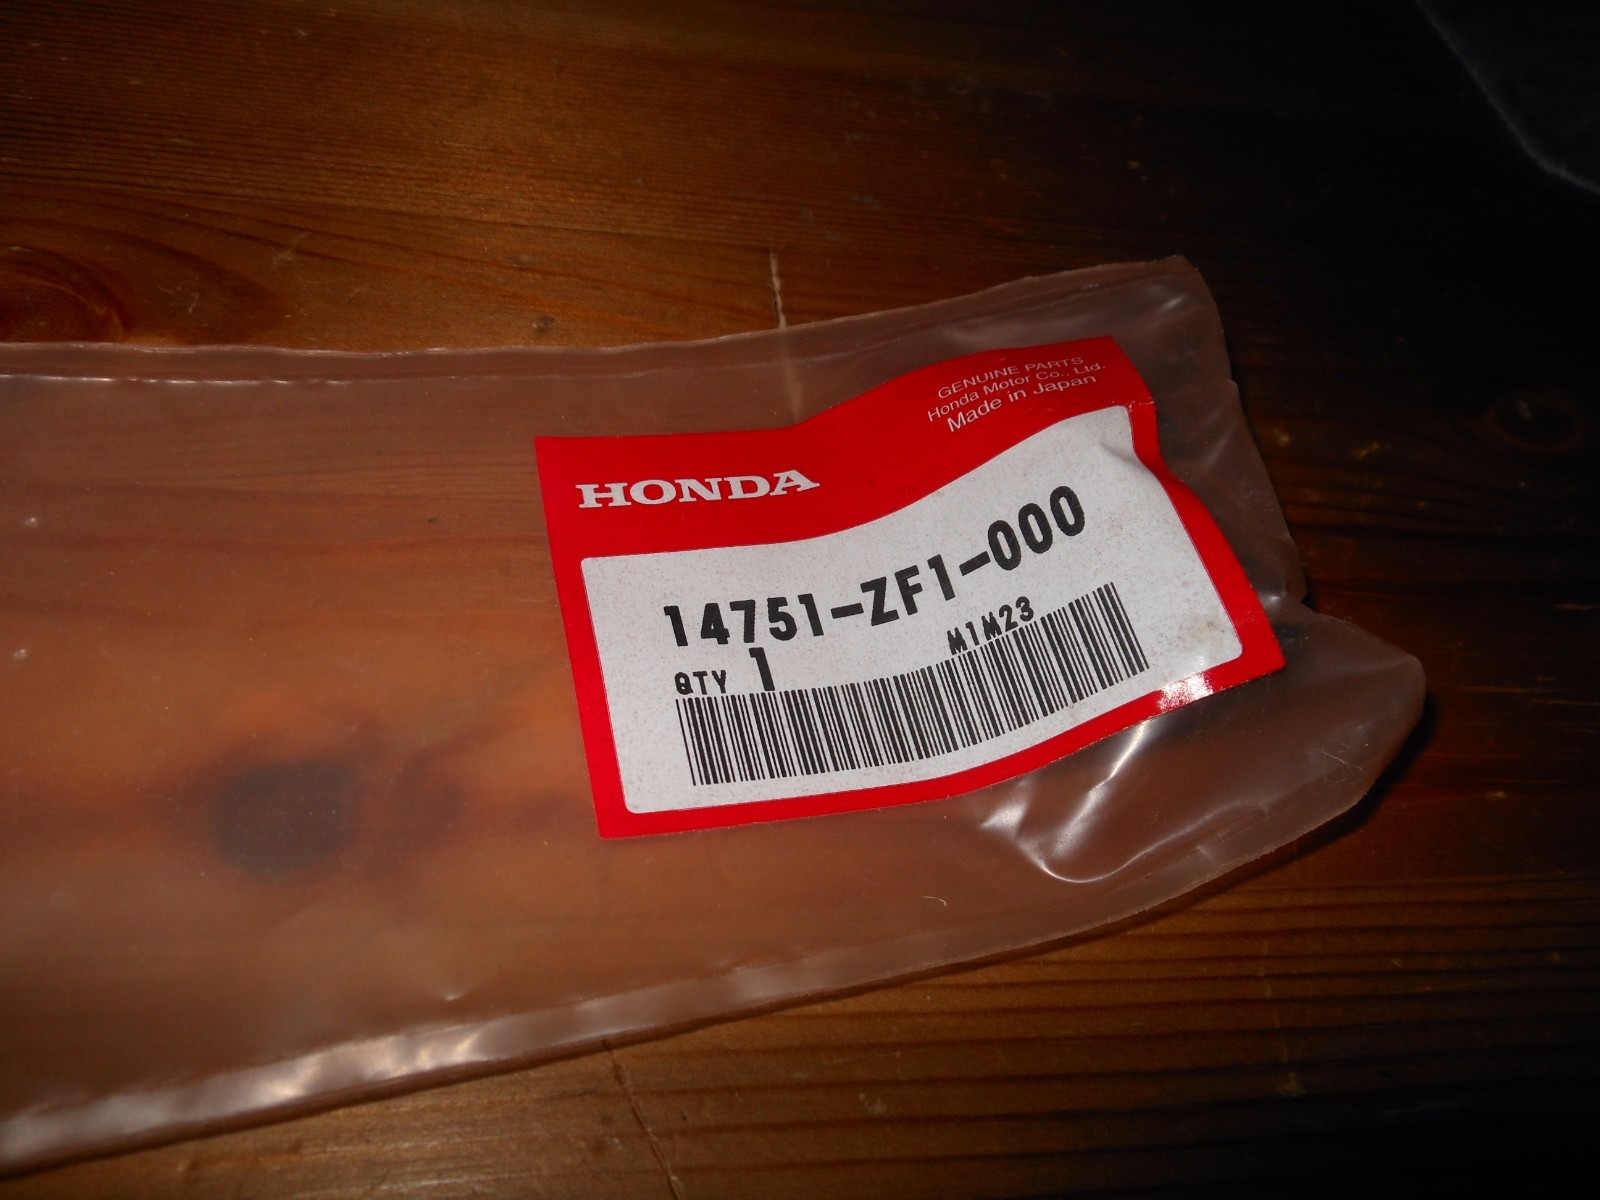 GENUINE PARTS
Honda Motor Co., Ltd.
Made in Japan
HONDA
14751-ZF1-000
QTY 1 M1M23